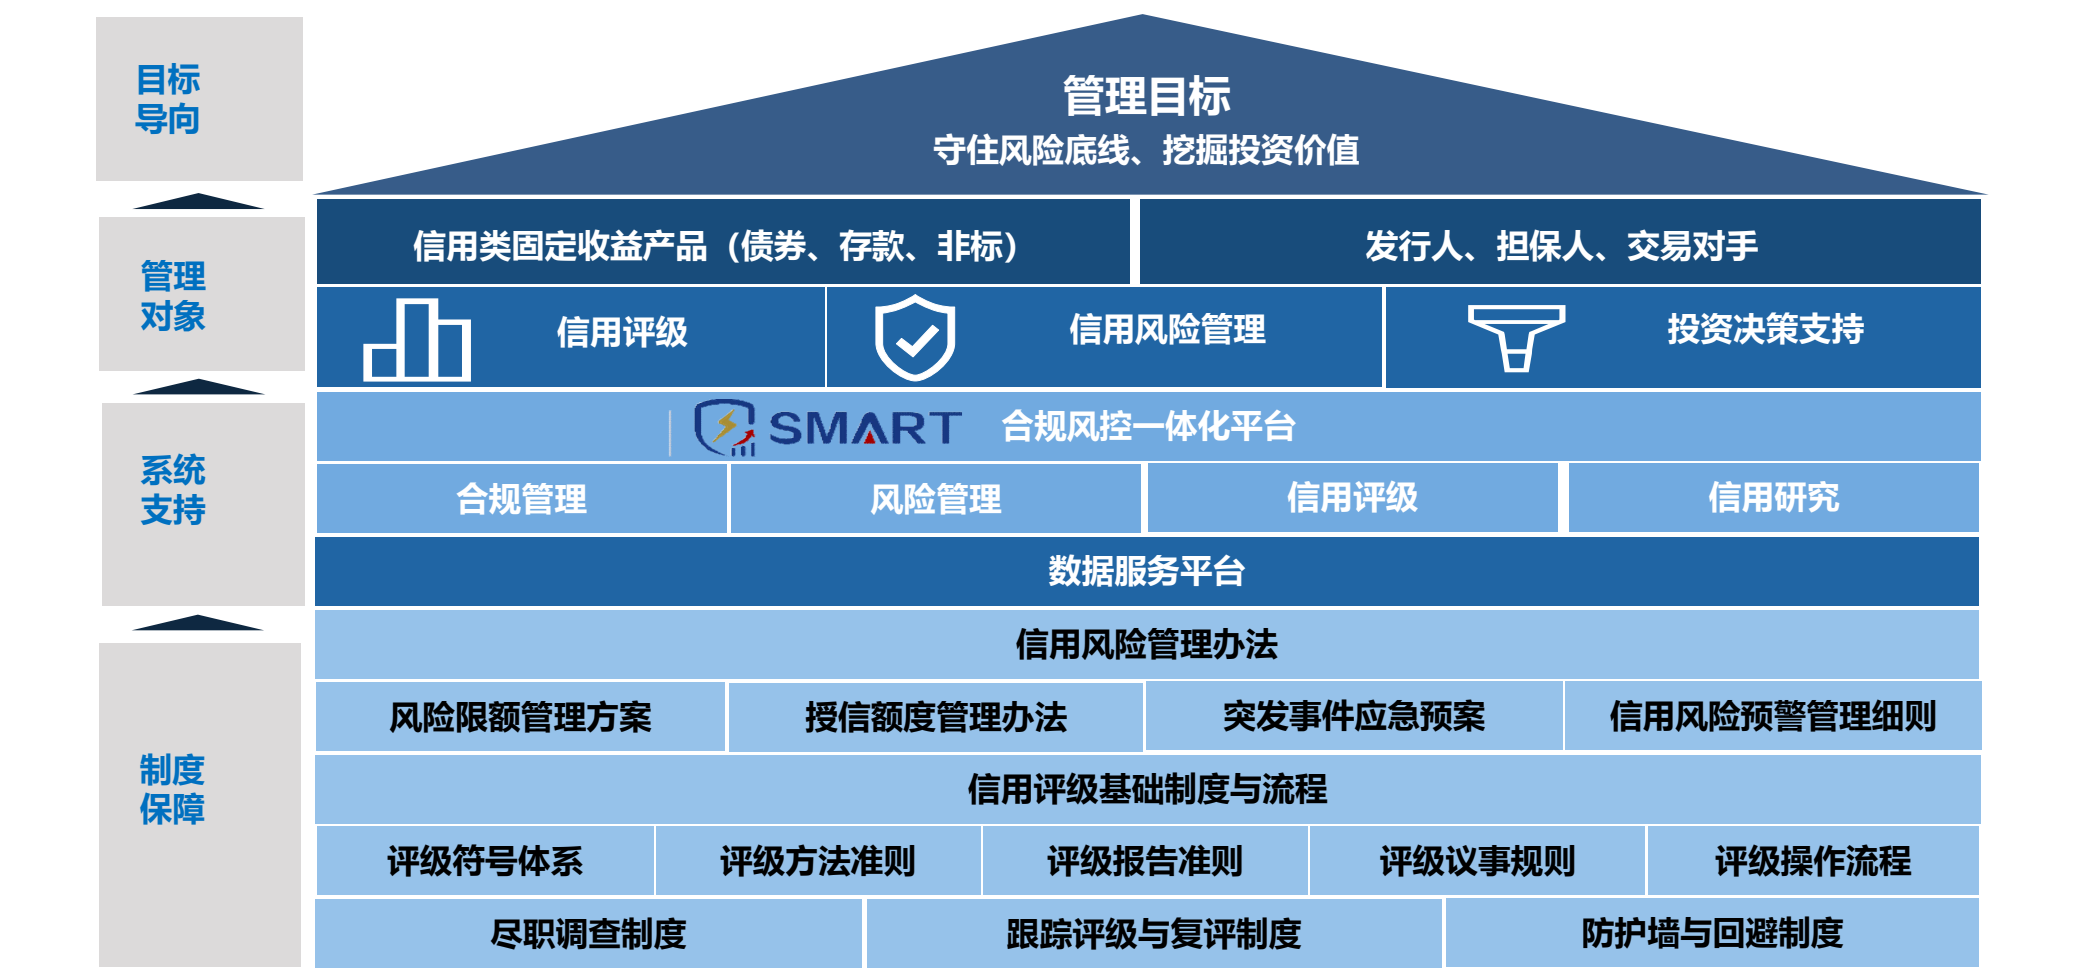 目标
导向
管理目标
守住风险底线、挖掘投资价值
管理
对象
信用类固定收益产品（债券、存款、非标）
发行人、担保人、交易对手
信用评级
信用风险管理
投资决策支持
系统
支持
SMART 合规风控一体化平台
合规管理
风险管理
信用评级
信用研究
数据服务平台
制度
保障
信用风险管理办法
风险限额管理方案
授信额度管理办法
突发事件应急预案
信用风险预警管理细则
信用评级基础制度与流程
评级符号体系
评级方法准则
评级报告准则
评级议事规则
评级操作流程
尽职调查制度
跟踪评级与复评制度
防护墙与回避制度